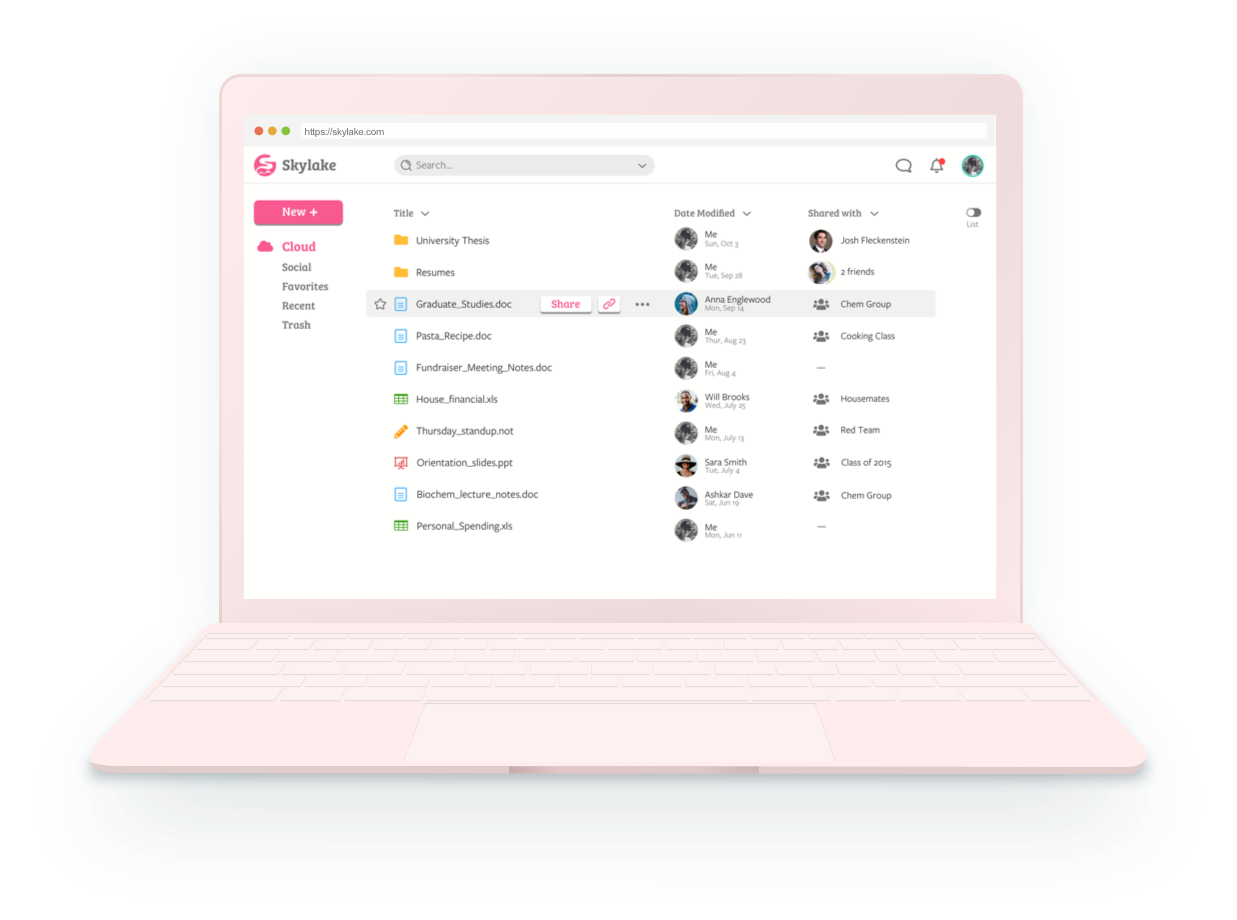 https://skylake.com
Skylake
Search...
New +
Title
Date Modified
Shared with
List
Cloud
Social
Favorites
Recent
Trash
University Thesis
Me
Sun, Oct 3
Josh Fleckenstein
Resumes
Me
Tue, Sep 28
2 friends
Graduate_Studies.doc
Share
Anna Englewood
Mon, Sep 14
Chem Group
Pasta_Recipe.doc
Me
Thur, Aug 23
Cooking Class
Fundraiser_Meeting_Notes.doc
Me
Fri, Aug 4
—
House_financial.xls
Will Brooks
Wed, July 25
Housemates
Thursday_standup.not
Me
Mon, July 13
Red Team
Orientation_slides.ppt
Sara Smith
Tue, July 4
Class of 2015
Biochem_lecture_notes.doc
Ashkar Dave
Sat, Jun 19
Chem Group
Personal_Spending.xls
Me
Mon, Jun 11
—